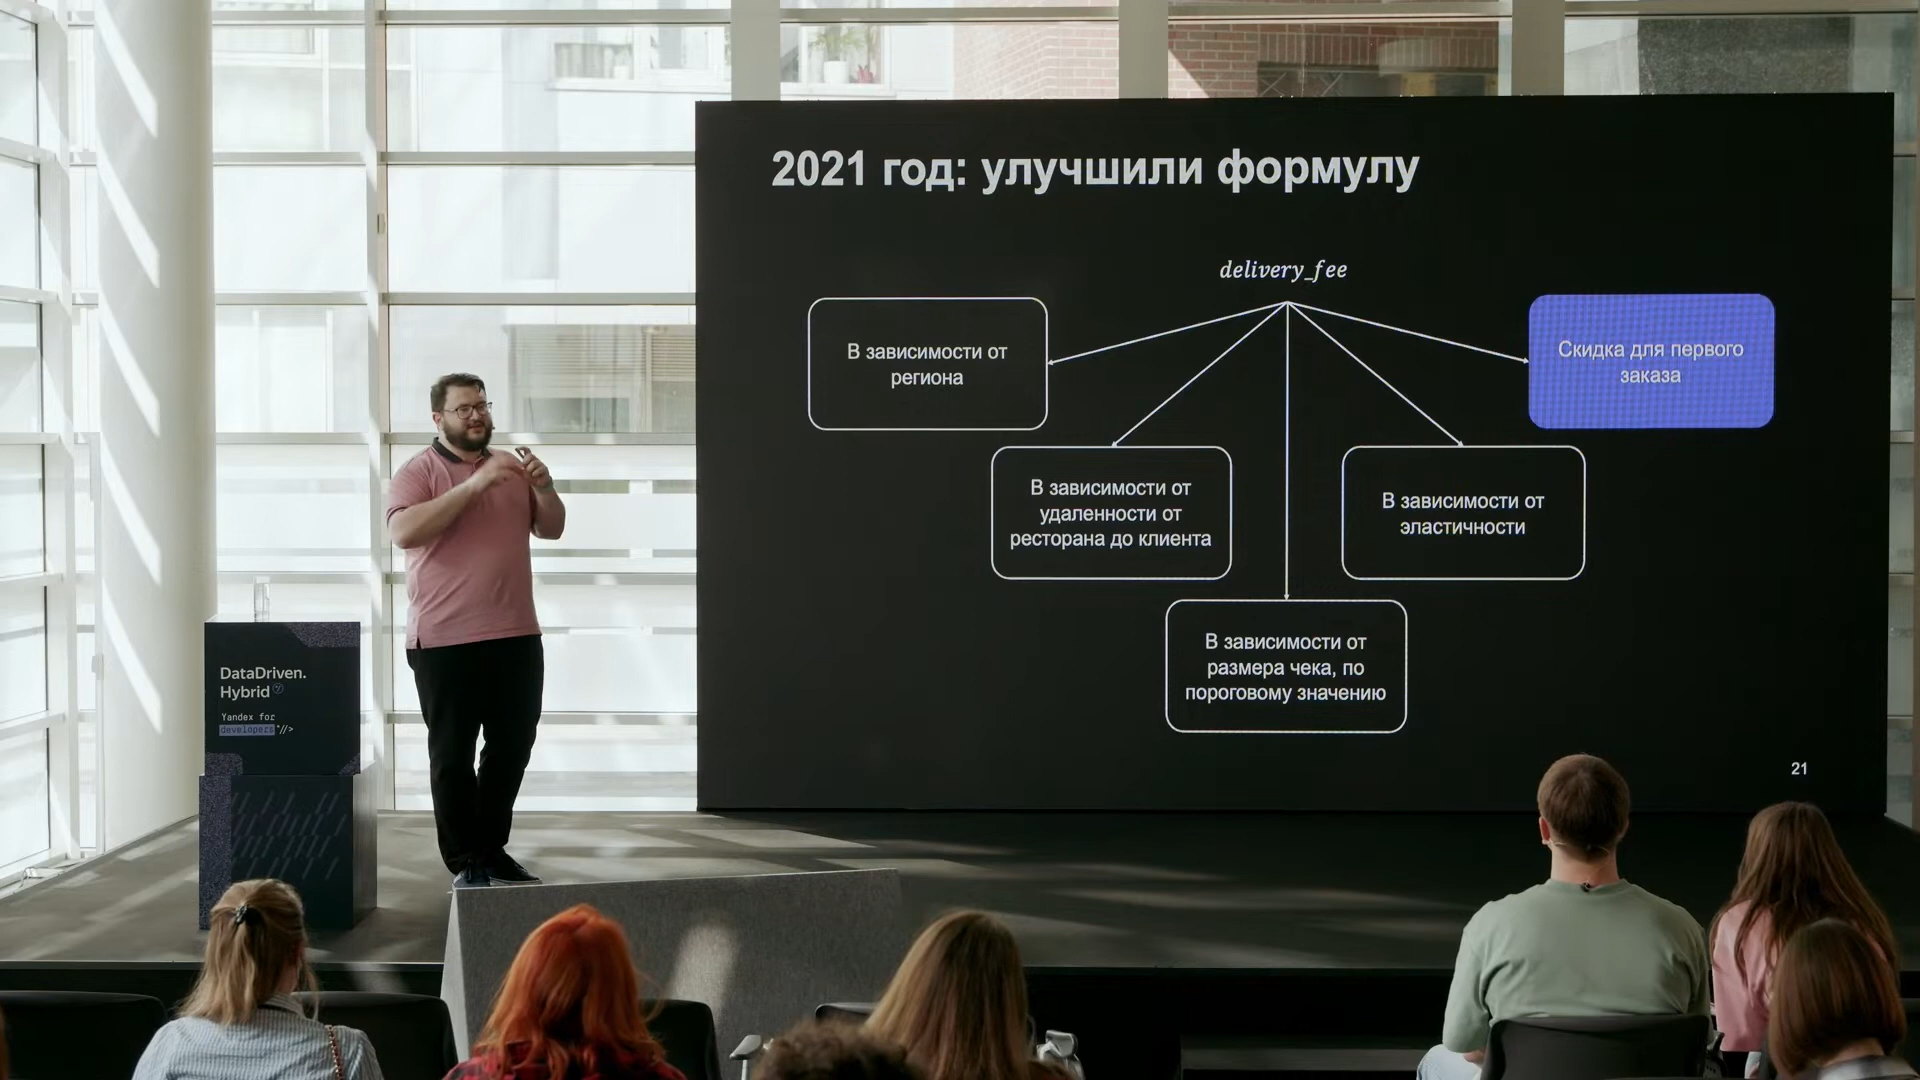 2021 год: улучшили формулу
delivery_fee
В зависимости от
региона
Скидка для первого
заказа
В зависимости от
удаленности от
ресторана до клиента
В зависимости от
эластичности
В зависимости от
размера чека, по
пороговому значению
21
DataDriven.
Hybrid
Yandex for
developers*//>